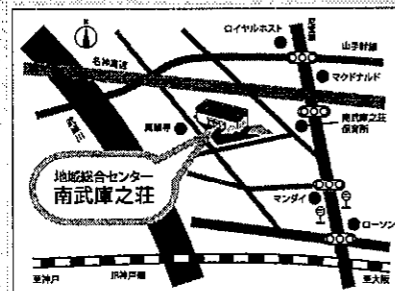 N
ロイヤルホスト
山手幹線
名神高速
マクドナルド
武庫川
南武庫之荘
保育所
地域総合センター
南武庫之荘
マンダイ
ローソン
至神戸
JR神戸線
至大阪